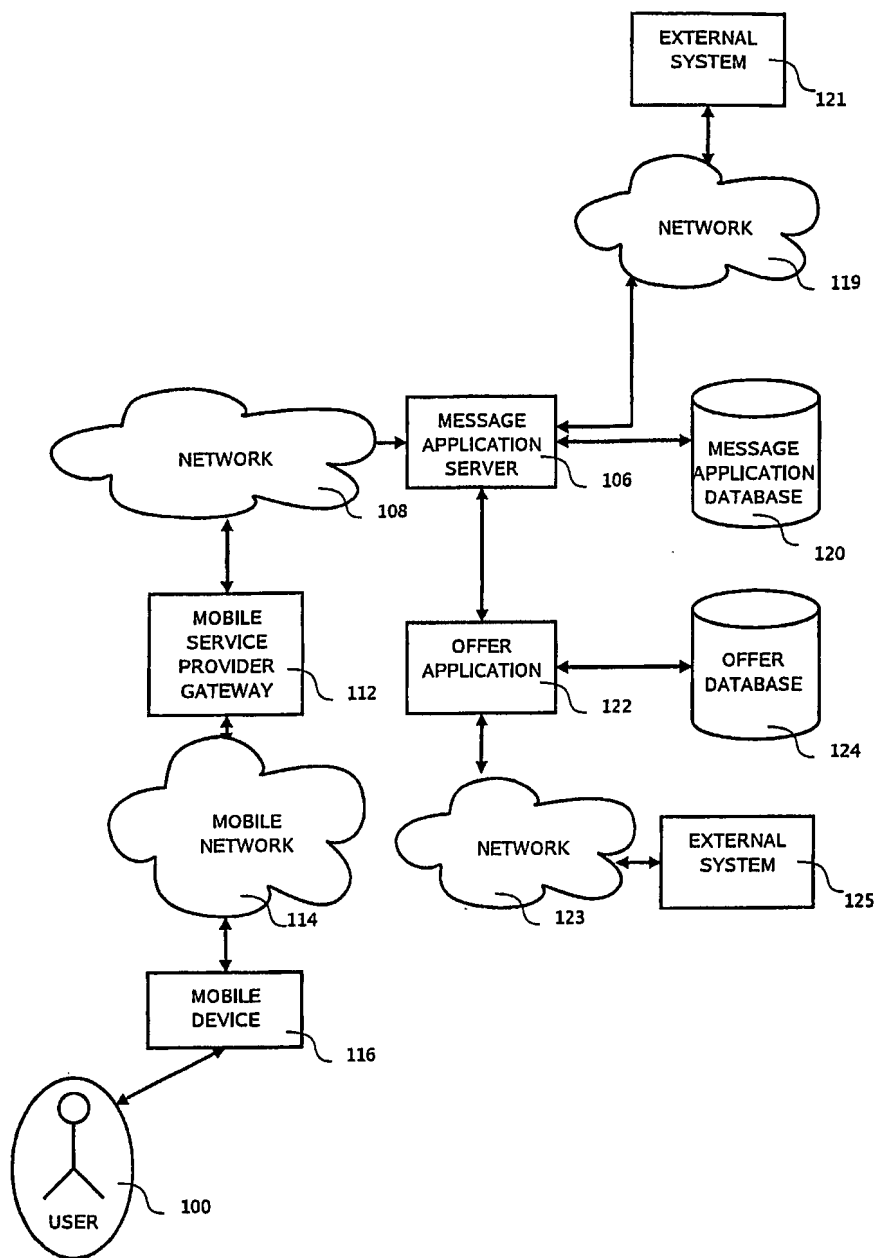 EXTERNAL
SYSTEM
121
NETWORK
119
MESSAGE
APPLICATION
SERVER
106
NETWORK
108
MESSAGE
APPLICATION
DATABASE
120
MOBILE
SERVICE
PROVIDER
GATEWAY
112
OFFER
APPLICATION
122
OFFER
DATABASE
124
MOBILE
NETWORK
114
NETWORK
123
EXTERNAL
SYSTEM
125
MOBILE
DEVICE
116
USER
100